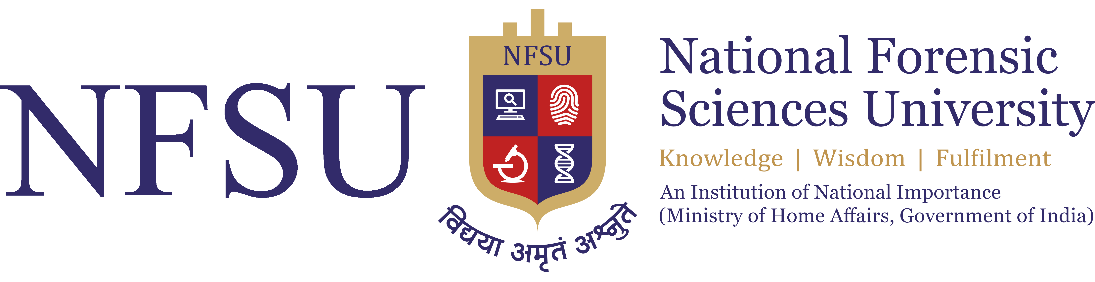 NFSU
NFSU
विद्यया अमृतं अश्नुते
National Forensic
Sciences University
Knowledge | Wisdom | Fulfilment
An Institution of National Importance
(Ministry of Home Affairs, Government of India)